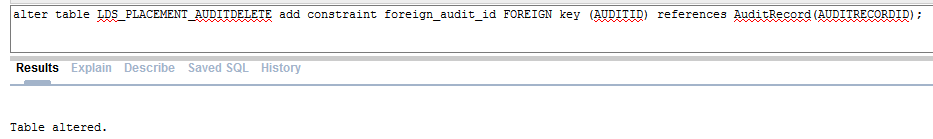 alter table LDS_PLACEMENT_AUDITDELETE add constraint foreign_audit_id FOREIGN key (AUDITID) references AuditRecord(AUDITRECORDID);
Results Explain Describe Saved SQL History
Table altered.